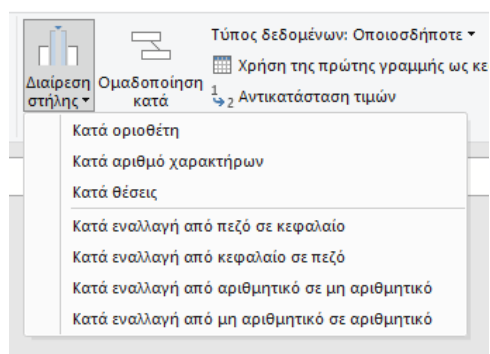 Τύπος δεδομένων: Οποιοσδήποτε
Χρήση της πρώτης γραμμής ως κε
Διαίρεση στήλης
Ομαδοποίηση κατά
1 2 Αντικατάσταση τιμών
Κατά οριοθέτη
Κατά αριθμό χαρακτήρων
Κατά θέσεις
Κατά εναλλαγή από πεζό σε κεφαλαίο
Κατά εναλλαγή από κεφαλαίο σε πεζό
Κατά εναλλαγή από αριθμητικό σε μη αριθμητικό
Κατά εναλλαγή από μη αριθμητικό σε αριθμητικό